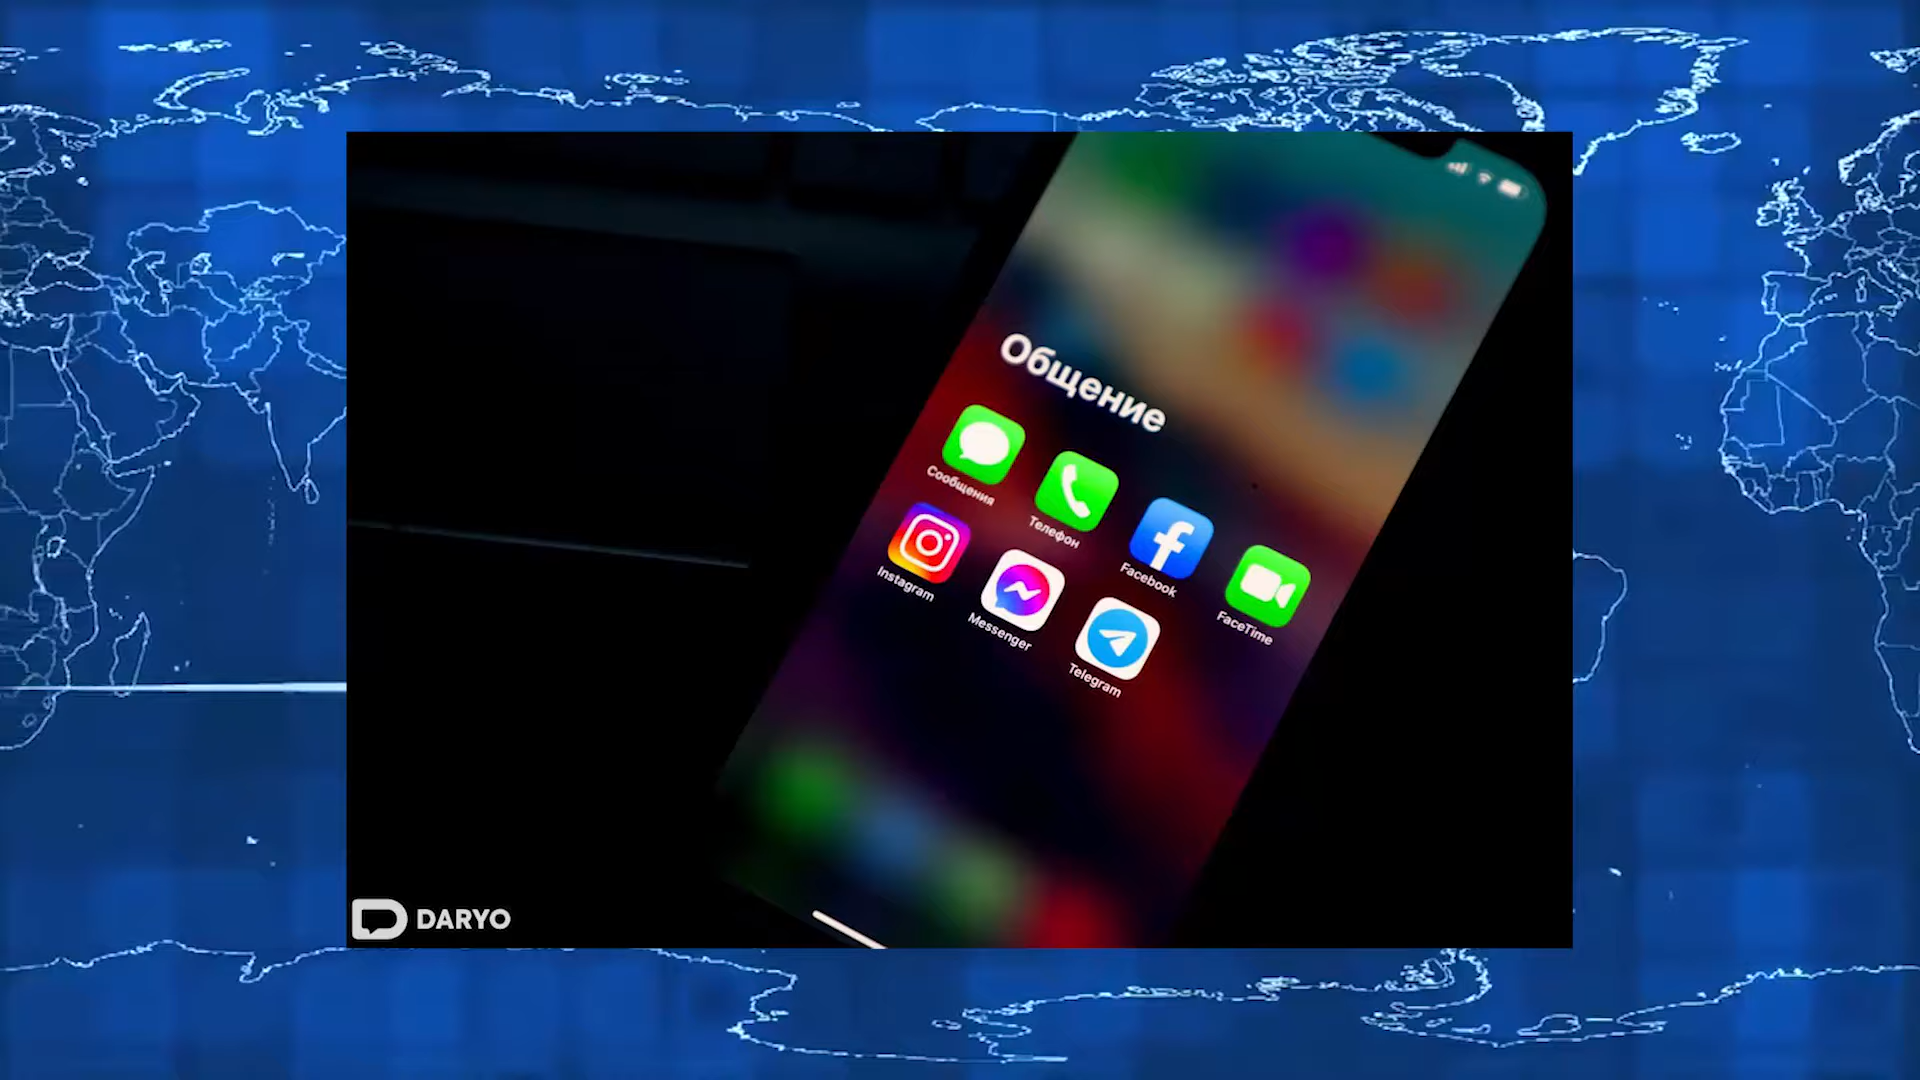 Общение
Сообщения
Телефон
Facebook
FaceTime
Instagram
Messenger
Telegram
DARYO